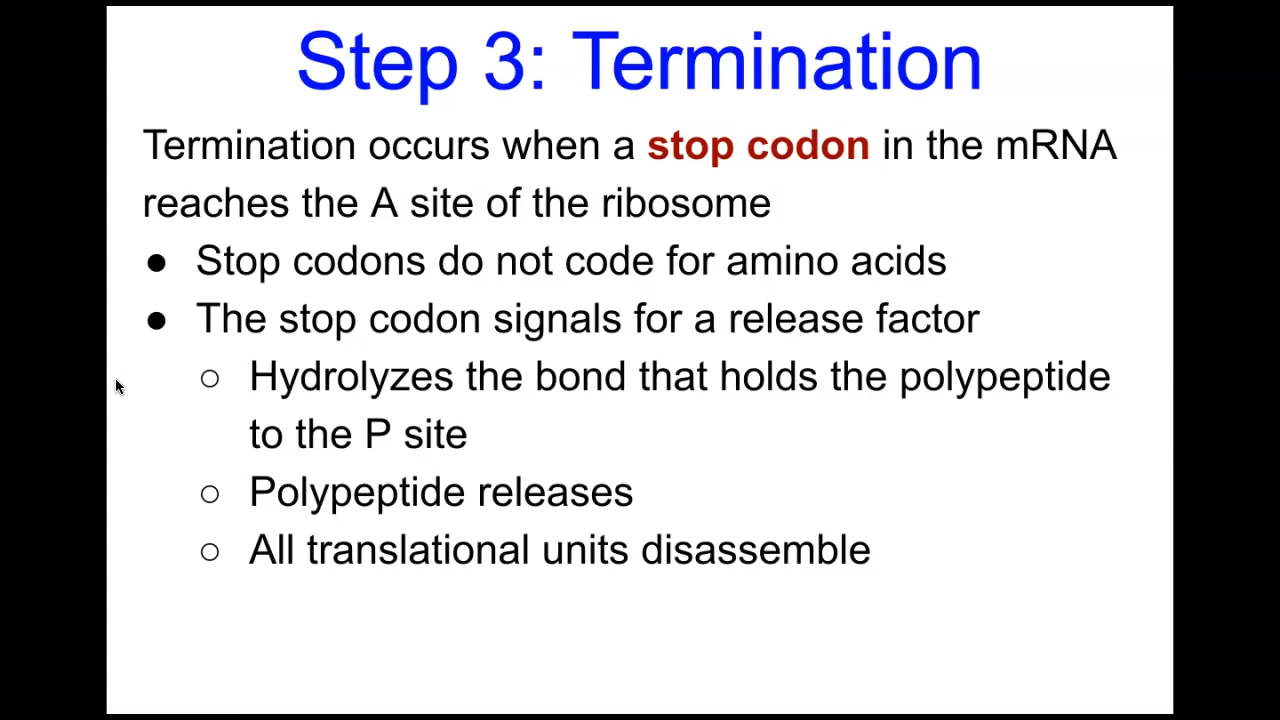 Step 3: Termination
Termination occurs when a stop codon in the mRNA
reaches the A site of the ribosome
● Stop codons do not code for amino acids
● The stop codon signals for a release factor
○ Hydrolyzes the bond that holds the polypeptide
to the P site
○ Polypeptide releases
○ All translational units disassemble